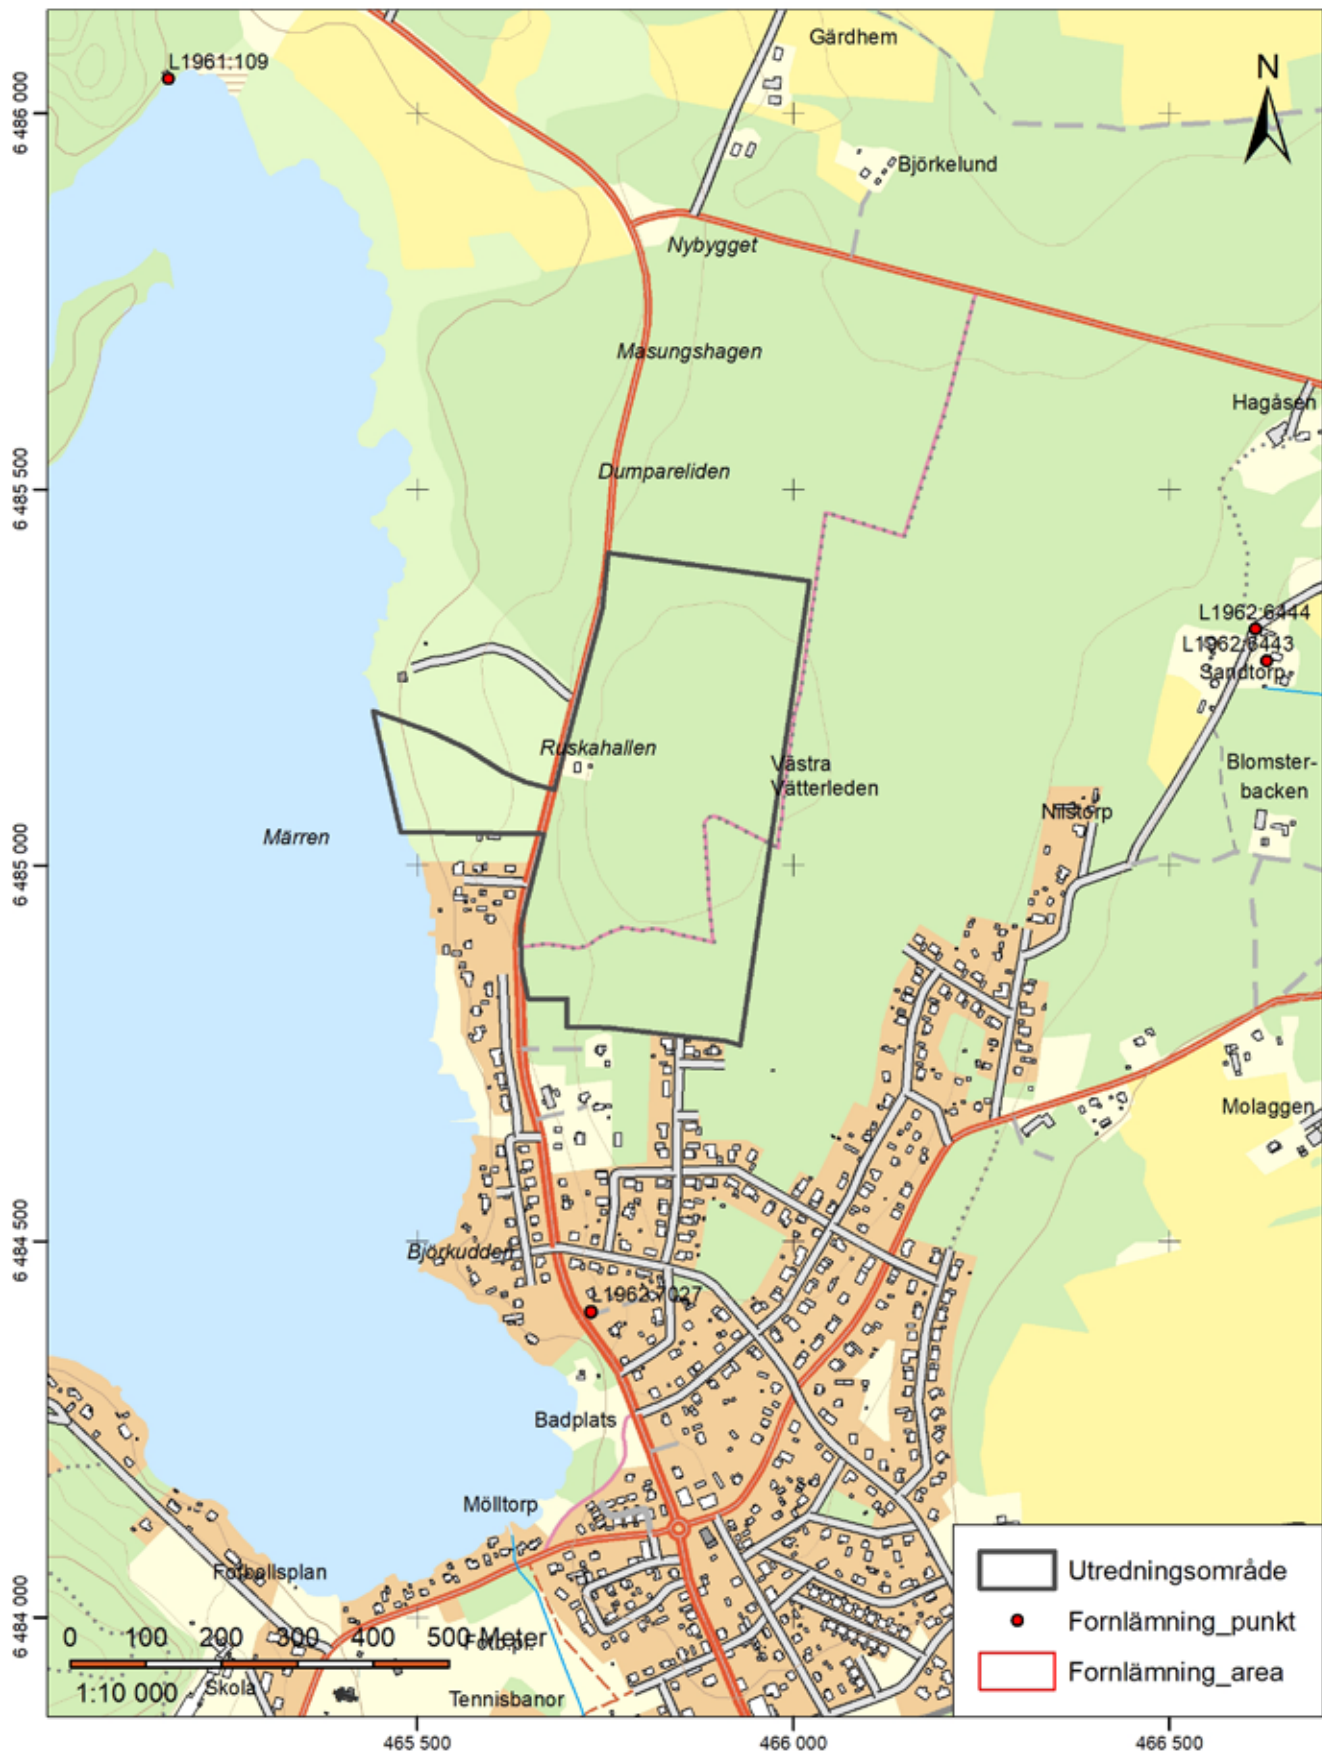 Gärdhem
L1961:109
N
6 486 000
Björkelund
Nybygget
Masungshagen
Hagåsen
Dumpareliden
6 485 500
L1962:6444
L1962:6443
Sandtorp
Ruskahallen
Västra
Vätterleden
Blomster-
backen
Nilstorp
Märren
6 485 000
Molaggen
6 484 500
Björkudden
L1962:7027
Badplats
Mölltorp
Fotbollsplan
Utredningsområde
6 484 000
Fornlämning_punkt
0 100 200 300 400 500 Meter
Fotb.pl.
Fornlämning_area
1:10 000
Skola
Tennisbanor
465 500
466 000
466 500